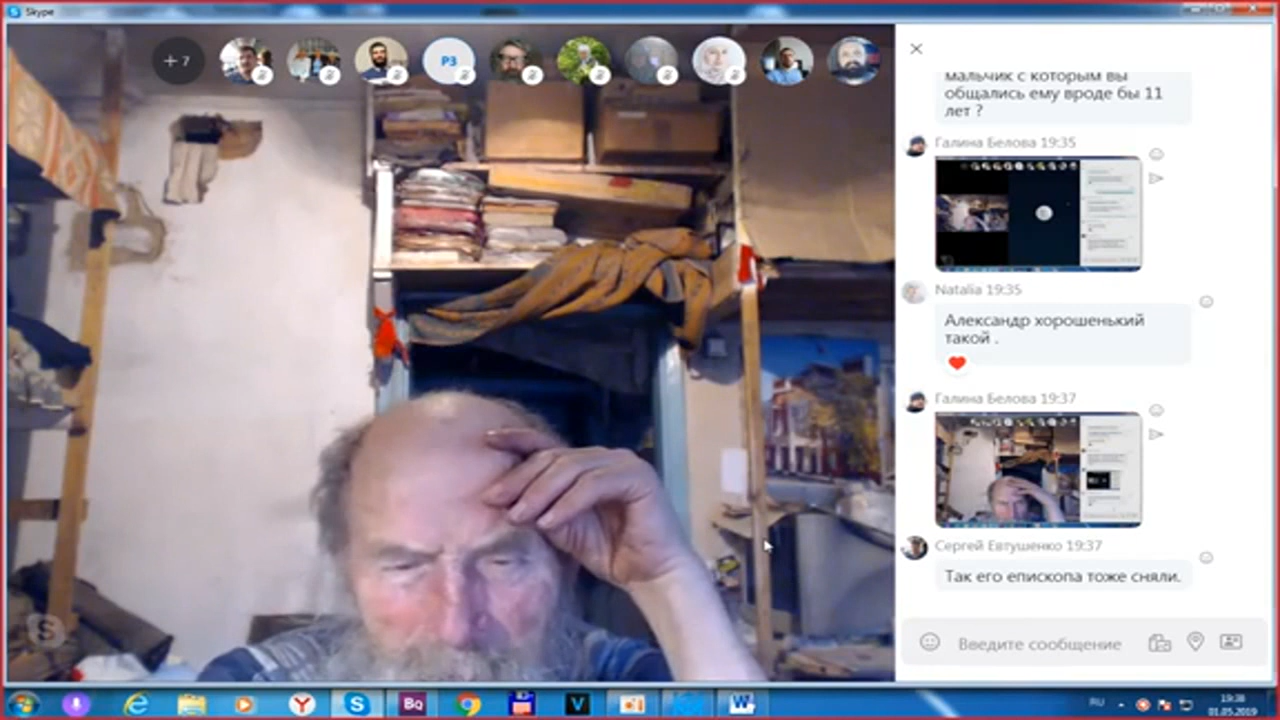 Skype
+7
РЗ
мальчик с которым вы
общались ему вроде бы 11
лет ?
Галина Белова 19:35
Natalia 19:35
Александр хорошенький
такой .
Галина Белова 19:37
Сергей Евтушенко 19:37
Так его епископа тоже сняли.
Введите сообщение
RU
19:38
01.05.2019